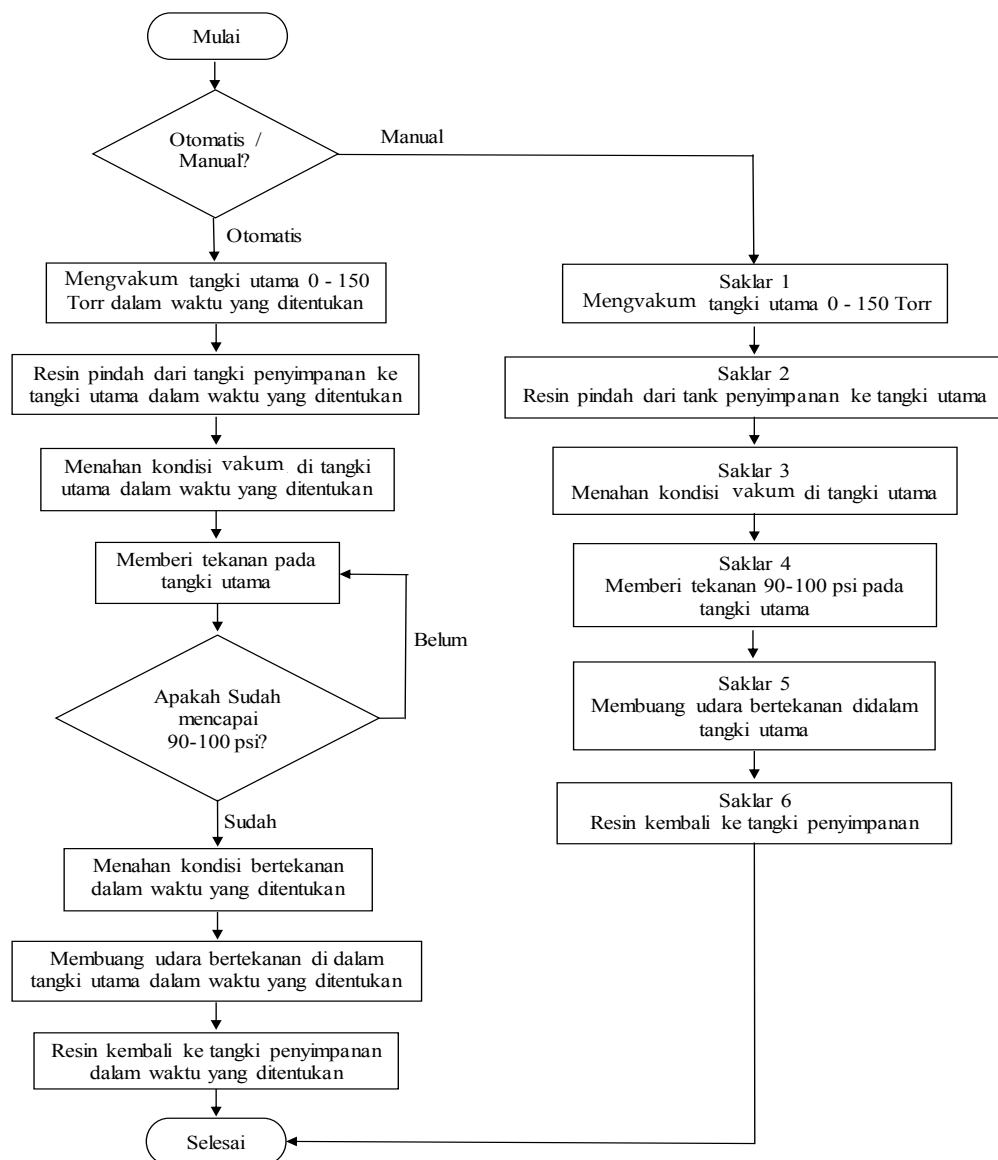 Mulai
Otomatis /
Manual?
Manual
Otomatis
Mengvakum tangki utama 0 - 150
Torr dalam waktu yang ditentukan
Resin pindah dari tangki penyimpanan ke
tangki utama dalam waktu yang ditentukan
Menahan kondisi vakum di tangki
utama dalam waktu yang ditentukan
Memberi tekanan pada
tangki utama
Belum
Apakah Sudah
mencapai
90-100 psi?
Sudah
Menahan kondisi bertekanan
dalam waktu yang ditentukan
Membuang udara bertekanan di dalam
tangki utama dalam waktu yang ditentukan
Resin kembali ke tangki penyimpanan
dalam waktu yang ditentukan
Saklar 1
Mengvakum tangki utama 0 - 150 Torr
Saklar 2
Resin pindah dari tank penyimpanan ke tangki utama
Saklar 3
Menahan kondisi vakum di tangki utama
Saklar 4
Memberi tekanan 90-100 psi pada
tangki utama
Saklar 5
Membuang udara bertekanan didalam
tangki utama
Saklar 6
Resin kembali ke tangki penyimpanan
Selesai